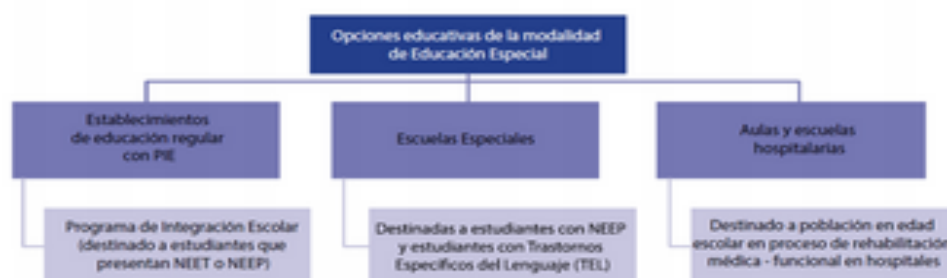 Opciones educativas de la modalidad
de Educación Especial
Establecimientos
de educación regular
con PIE
Escuelas Especiales
Aulas y escuelas
hospitalarias
Programa de Integración Escolar
(destinado a estudiantes que
presentan NEET o NEEP)
Destinadas a estudiantes con NEEP
y estudiantes con Trastornos
Específicos del Lenguaje (TEL)
Destinado a población en edad
escolar en proceso de rehabilitación
médica - funcional en hospitales